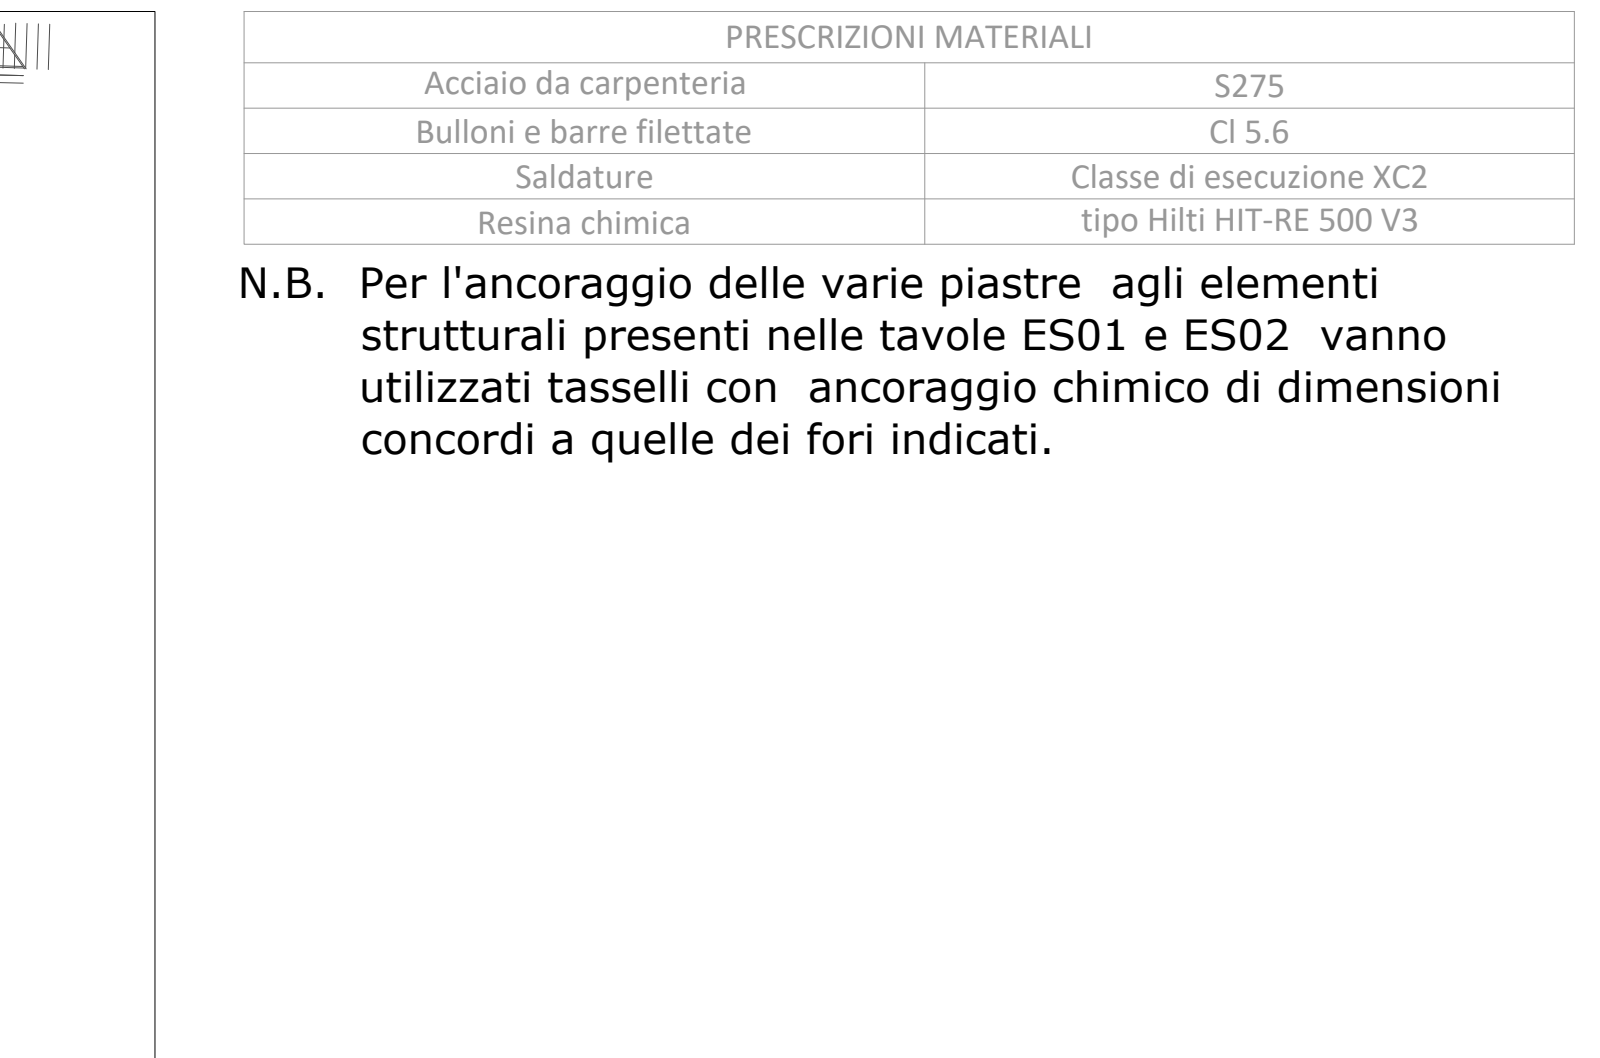 PRESCRIZIONI MATERIALI
Acciaio da carpenteria S275
Bulloni e barre filettate Cl 5.6
Saldature Classe di esecuzione XC2
Resina chimica tipo Hilti HIT-RE 500 V3
N.B. Per l'ancoraggio delle varie piastre agli elementi
strutturali presenti nelle tavole ES01 e ES02 vanno
utilizzati tasselli con ancoraggio chimico di dimensioni
concordi a quelle dei fori indicati.